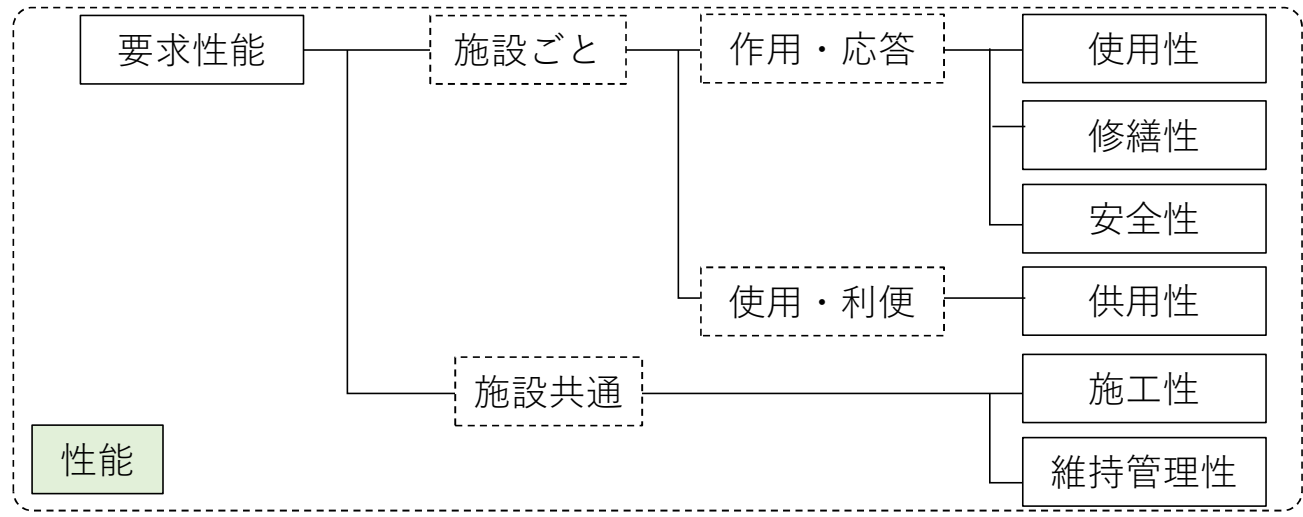 要求性能
施設ごと
作用・応答
使用性
修繕性
安全性
使用・利便
供用性
施設共通
施工性
維持管理性
性能